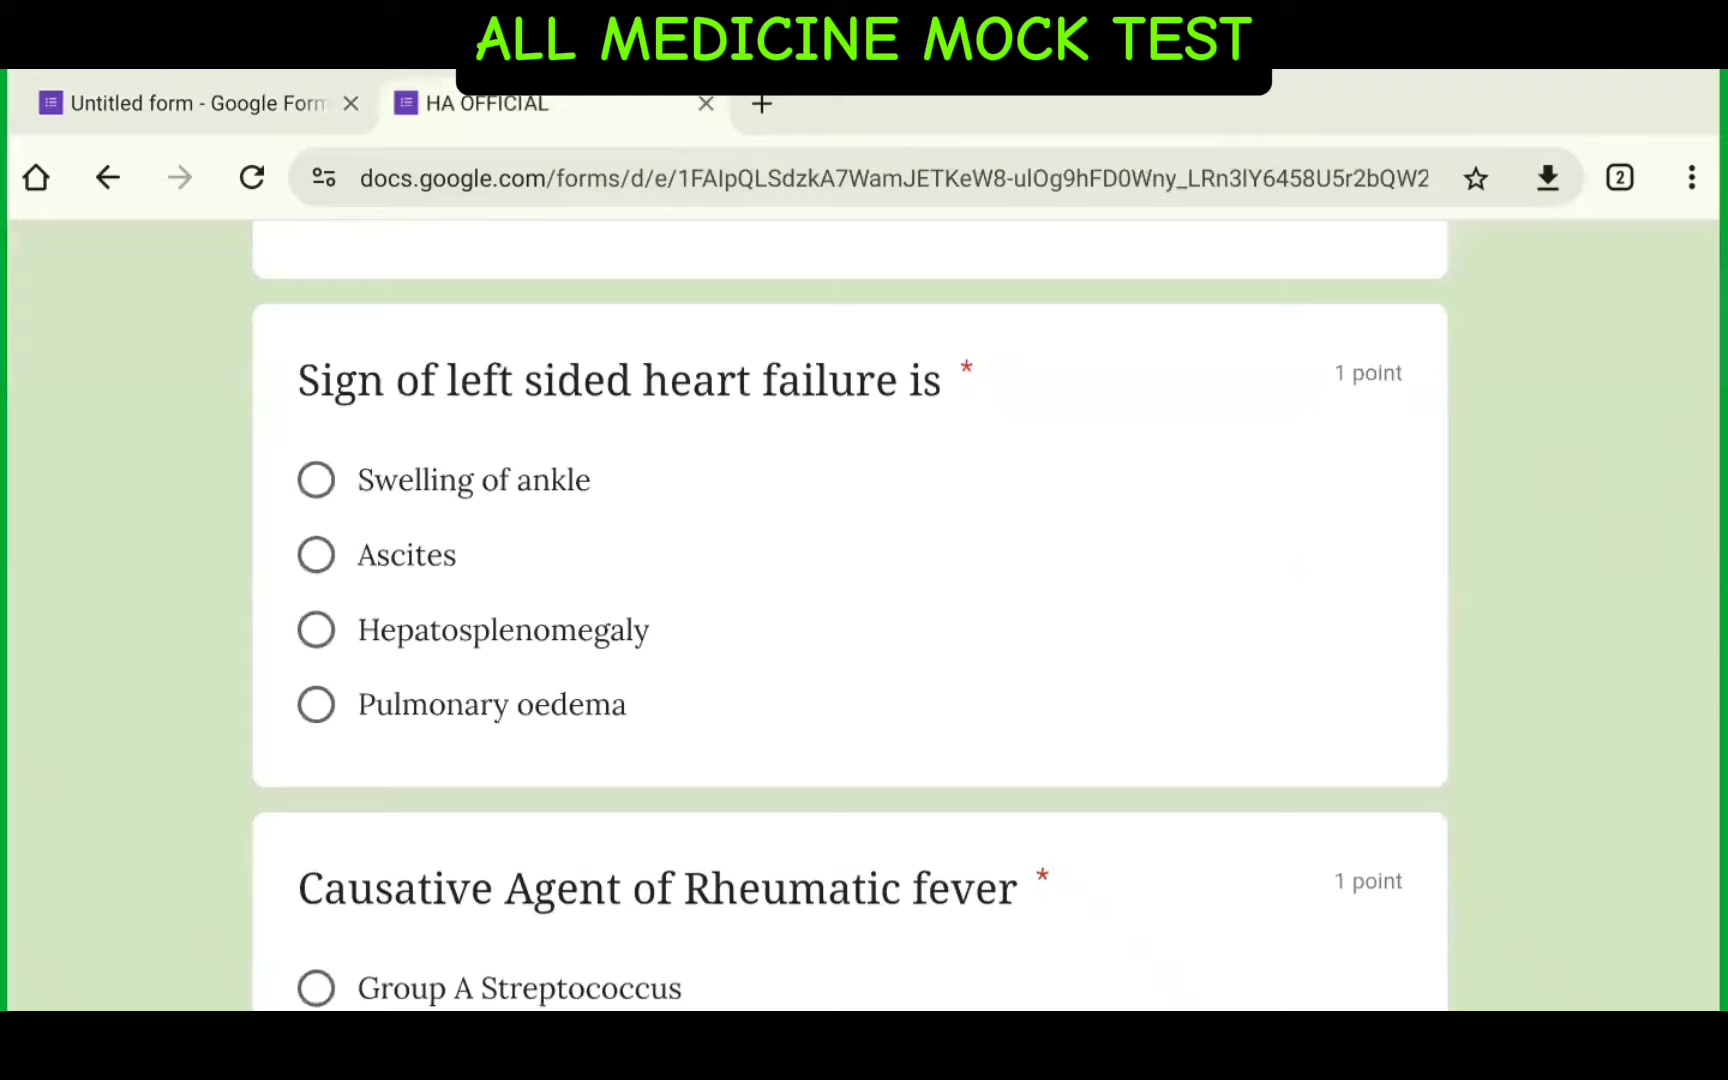 ALL MEDICINE MOCK TEST
Untitled form - Google Form
HA OFFICIAL
docs.google.com/forms/d/e/1FAIpQLSdzkA7WamJETKeW8-ulOg9hFD0Wny_LRn3lY6458U5r2bQW2
2
Sign of left sided heart failure is *
1 point
Swelling of ankle
Ascites
Hepatosplenomegaly
Pulmonary oedema
Causative Agent of Rheumatic fever *
1 point
Group A Streptococcus